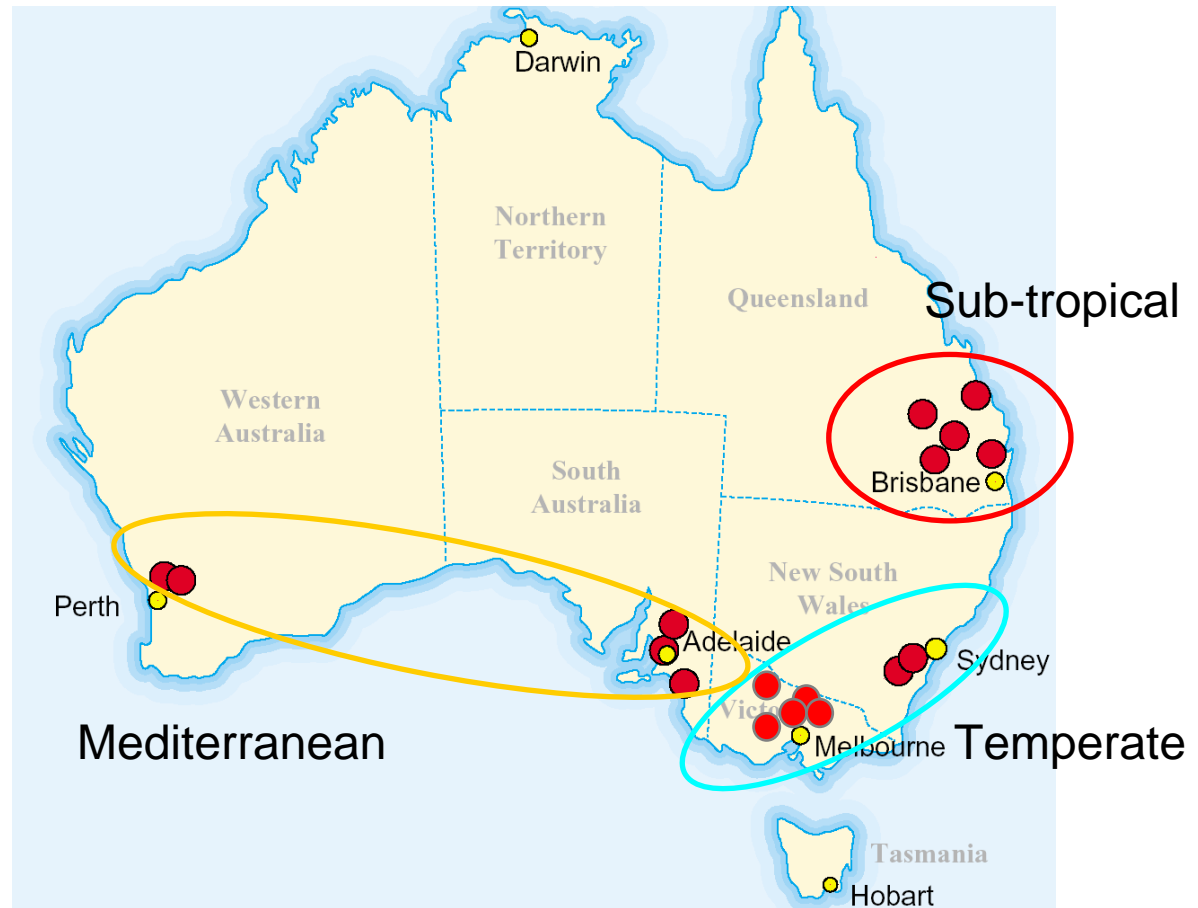 Darwin
Northern
Territory
Queensland
Sub-tropical
Western
Australia
South
Australia
Brisbane
New South
Wales
Perth
Adelaide
Sydney
Victo
Mediterranean
Melbourne
Temperate
Tasmania
Hobart